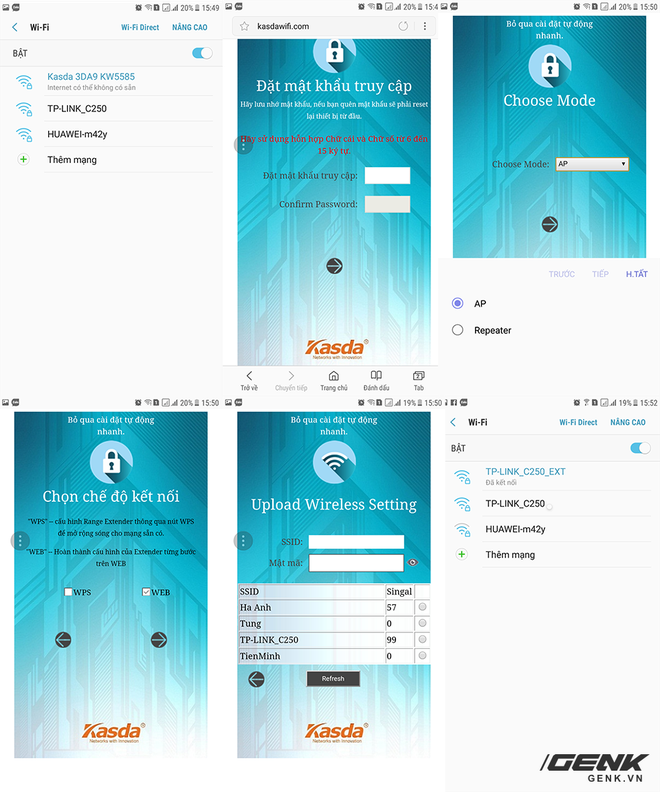 20% 15:49
Wi-Fi
Wi-Fi Direct
NÂNG CAO
BẬT
Kasda 3DA9 KW5585
Internet có thể không có sẵn
TP-LINK_C250
HUAWEI-m42y
Thêm mạng
20% 15:4
kasdawifi.com
Đặt mật khẩu truy cập
Hãy lưu nhớ mật khẩu, nếu bạn quên mật khẩu sẽ phải reset
lại thiết bị từ đầu.
Hãy sử dụng hỗn hợp Chữ cái và Chữ số từ 6 đến
15 ký tự.
Đặt mật khẩu truy cập:
Confirm Password:
Kasda®
Networks with Innovation
Trở về
Chuyển tiếp
Trang chủ
Đánh dấu
Tab
20% 15:50
Bỏ qua cài đặt tự động
nhanh.
Choose Mode
Choose Mode: AP
TRƯỚC
TIẾP
H.TẤT
AP
Repeater
20% 15:50
Bỏ qua cài đặt tự động
nhanh.
Chọn chế độ kết nối
"WPS" -- cấu hình Range Extender thông qua nút WPS
để mở rộng sóng cho mạng sẵn có.
"WEB" -- Hoàn thành cấu hình của Extender từng bước
trên WEB
WPS
WEB
Kasda®
Networks with Innovation
19% 15:50
Bỏ qua cài đặt tự động
nhanh.
Upload Wireless Setting
SSID:
Mật mã:
SSID Singal
Ha Anh 57
Tung 0
TP-LINK_C250 99
TienMinh 0
Refresh
Kasda®
Networks with Innovation
19% 15:52
Wi-Fi
Wi-Fi Direct
NÂNG CAO
BẬT
TP-LINK_C250_EXT
Đã kết nối
TP-LINK_C250
HUAWEI-m42y
Thêm mạng
GENK
GENK.VN